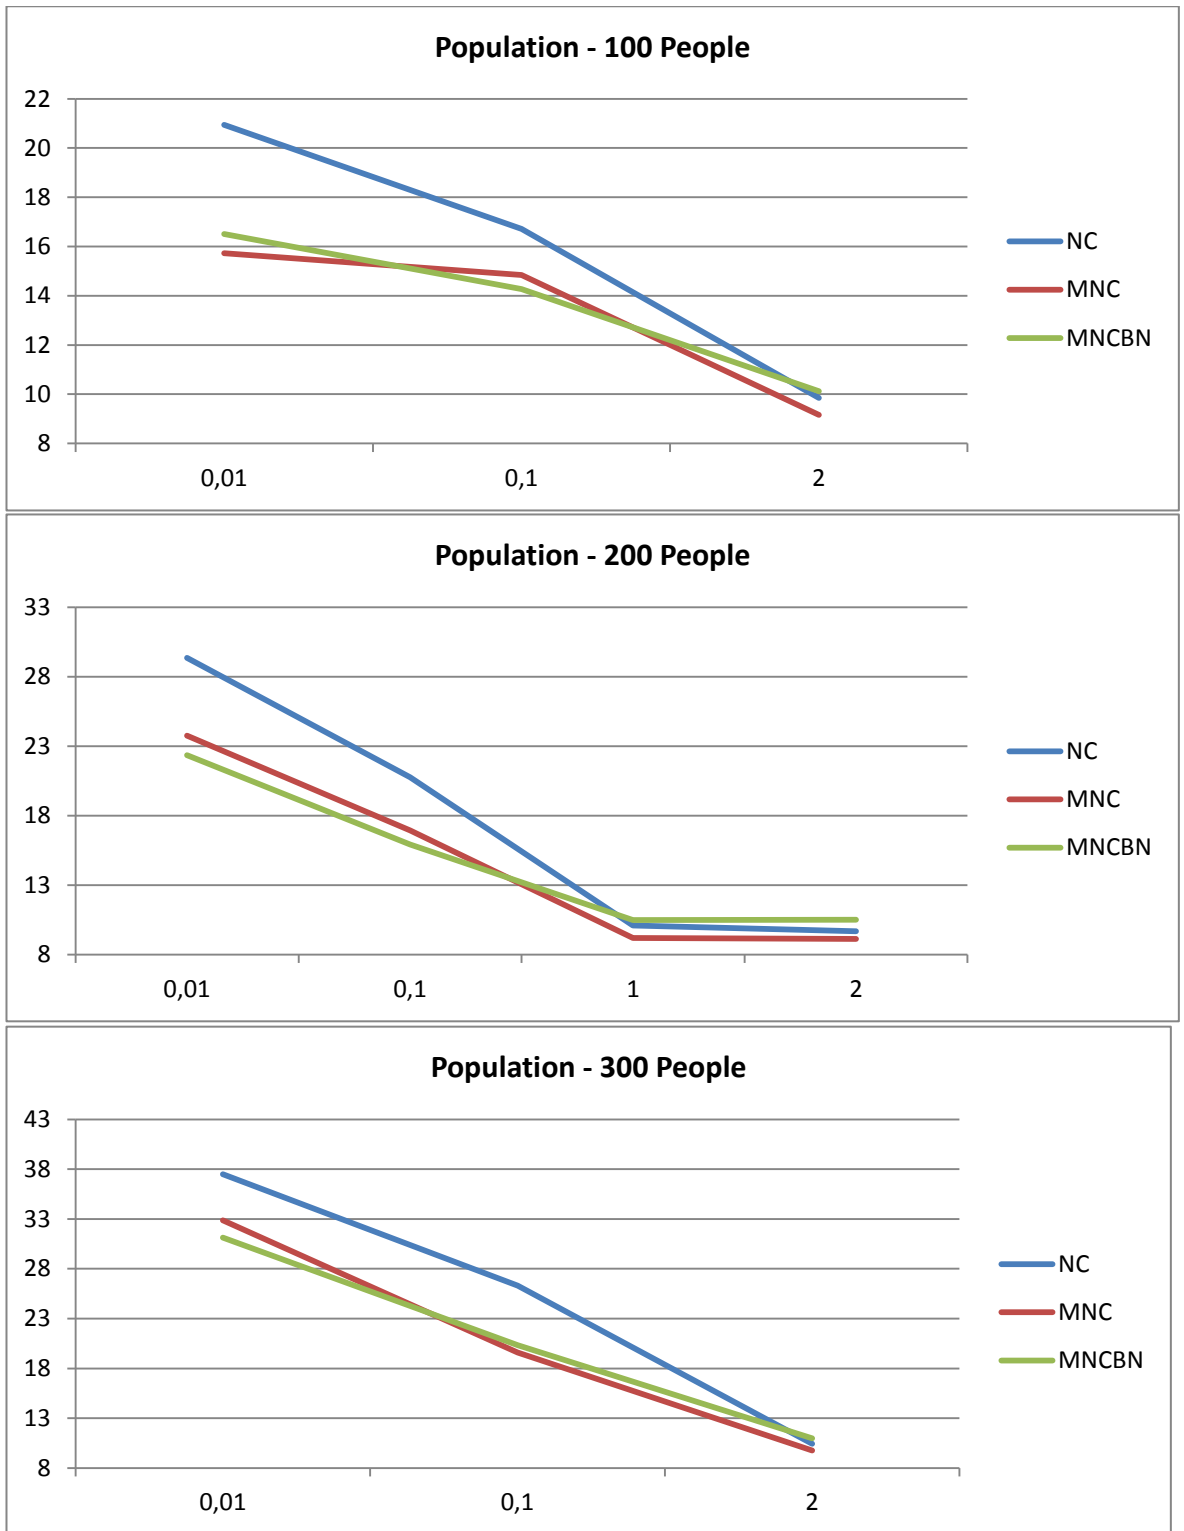 Population - 100 People
22
20
18
16
14
12
10
8
0,01 0,1 2
NC
MNC
MNCBN
Population - 200 People
33
28
23
18
13
8
0,01 0,1 1 2
NC
MNC
MNCBN
Population - 300 People
43
38
33
28
23
18
13
8
0,01 0,1 2
NC
MNC
MNCBN